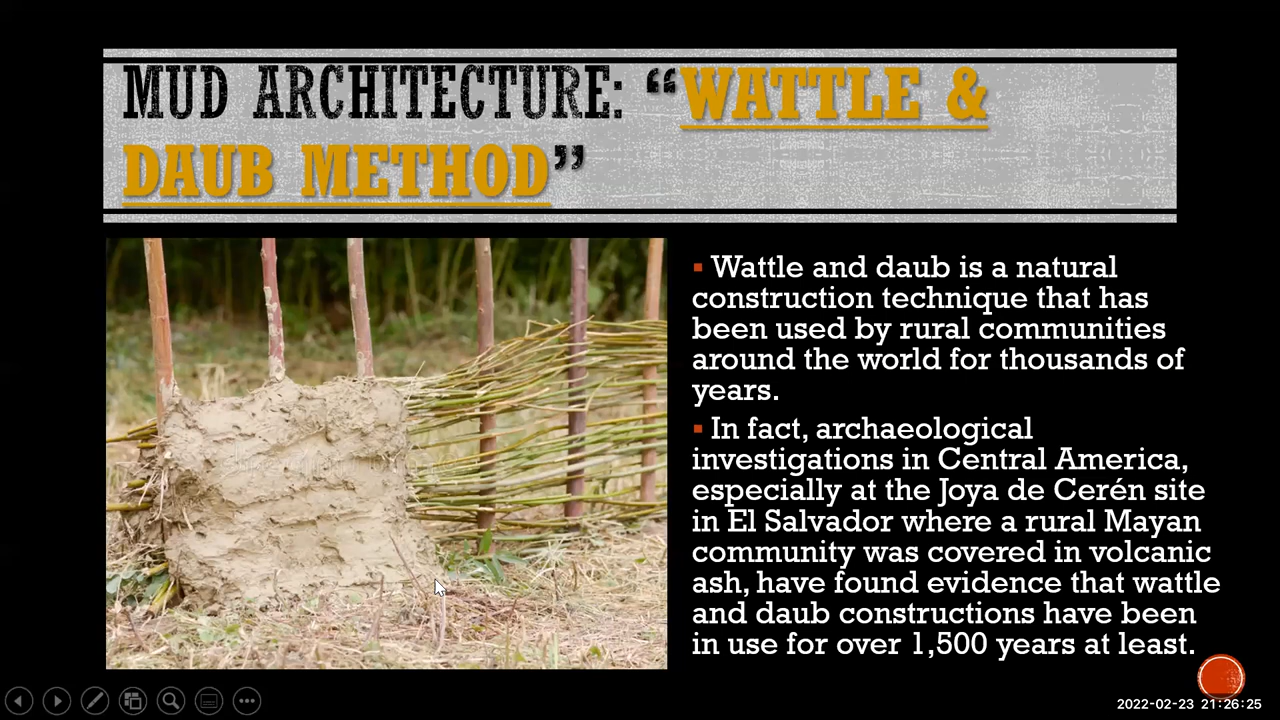 MUD ARCHITECTURE: “WATTLE &
DAUB METHOD”
▪ Wattle and daub is a natural
construction technique that has
been used by rural communities
around the world for thousands of
years.
▪ In fact, archaeological
investigations in Central America,
especially at the Joya de Cerén site
in El Salvador where a rural Mayan
community was covered in volcanic
ash, have found evidence that wattle
and daub constructions have been
in use for over 1,500 years at least.
2022-02-23 21:26:25